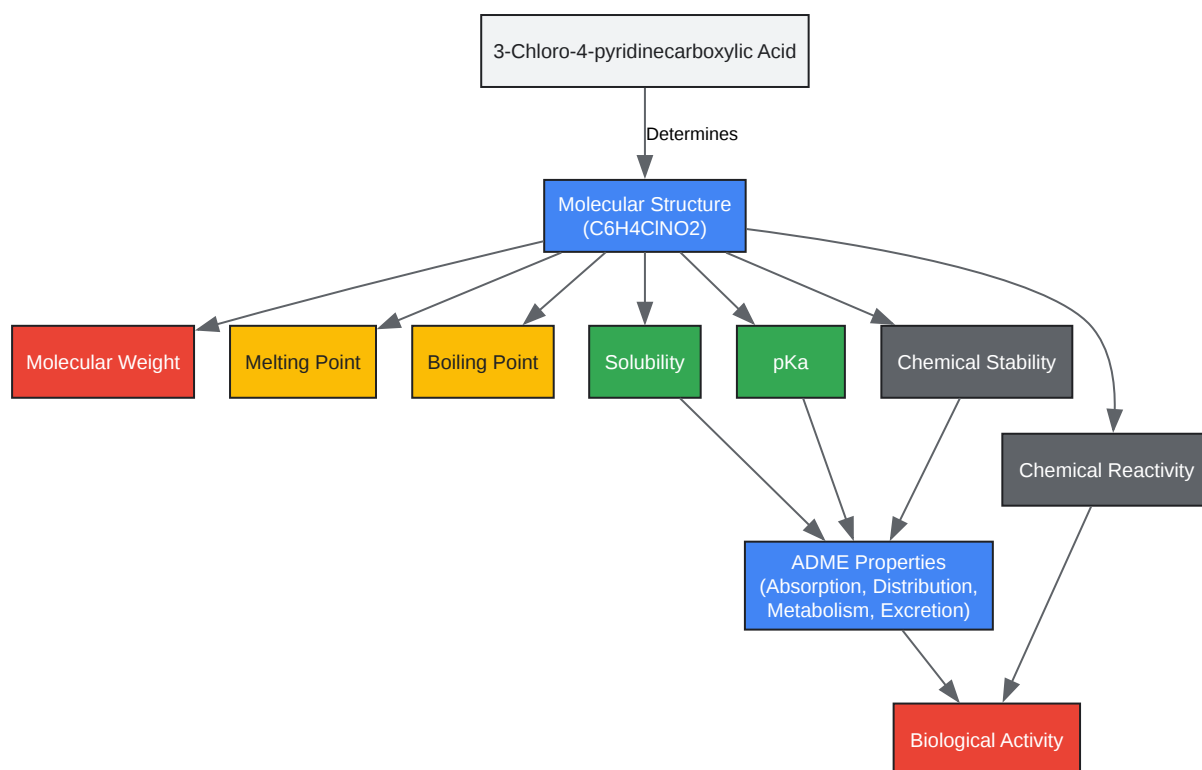 3-Chloro-4-pyridinecarboxylic Acid
Determines
Molecular Structure
(C6H4ClNO2)
Molecular Weight
Melting Point
Boiling Point
Solubility
pKa
Chemical Stability
Chemical Reactivity
ADME Properties
(Absorption, Distribution,
Metabolism, Excretion)
Biological Activity